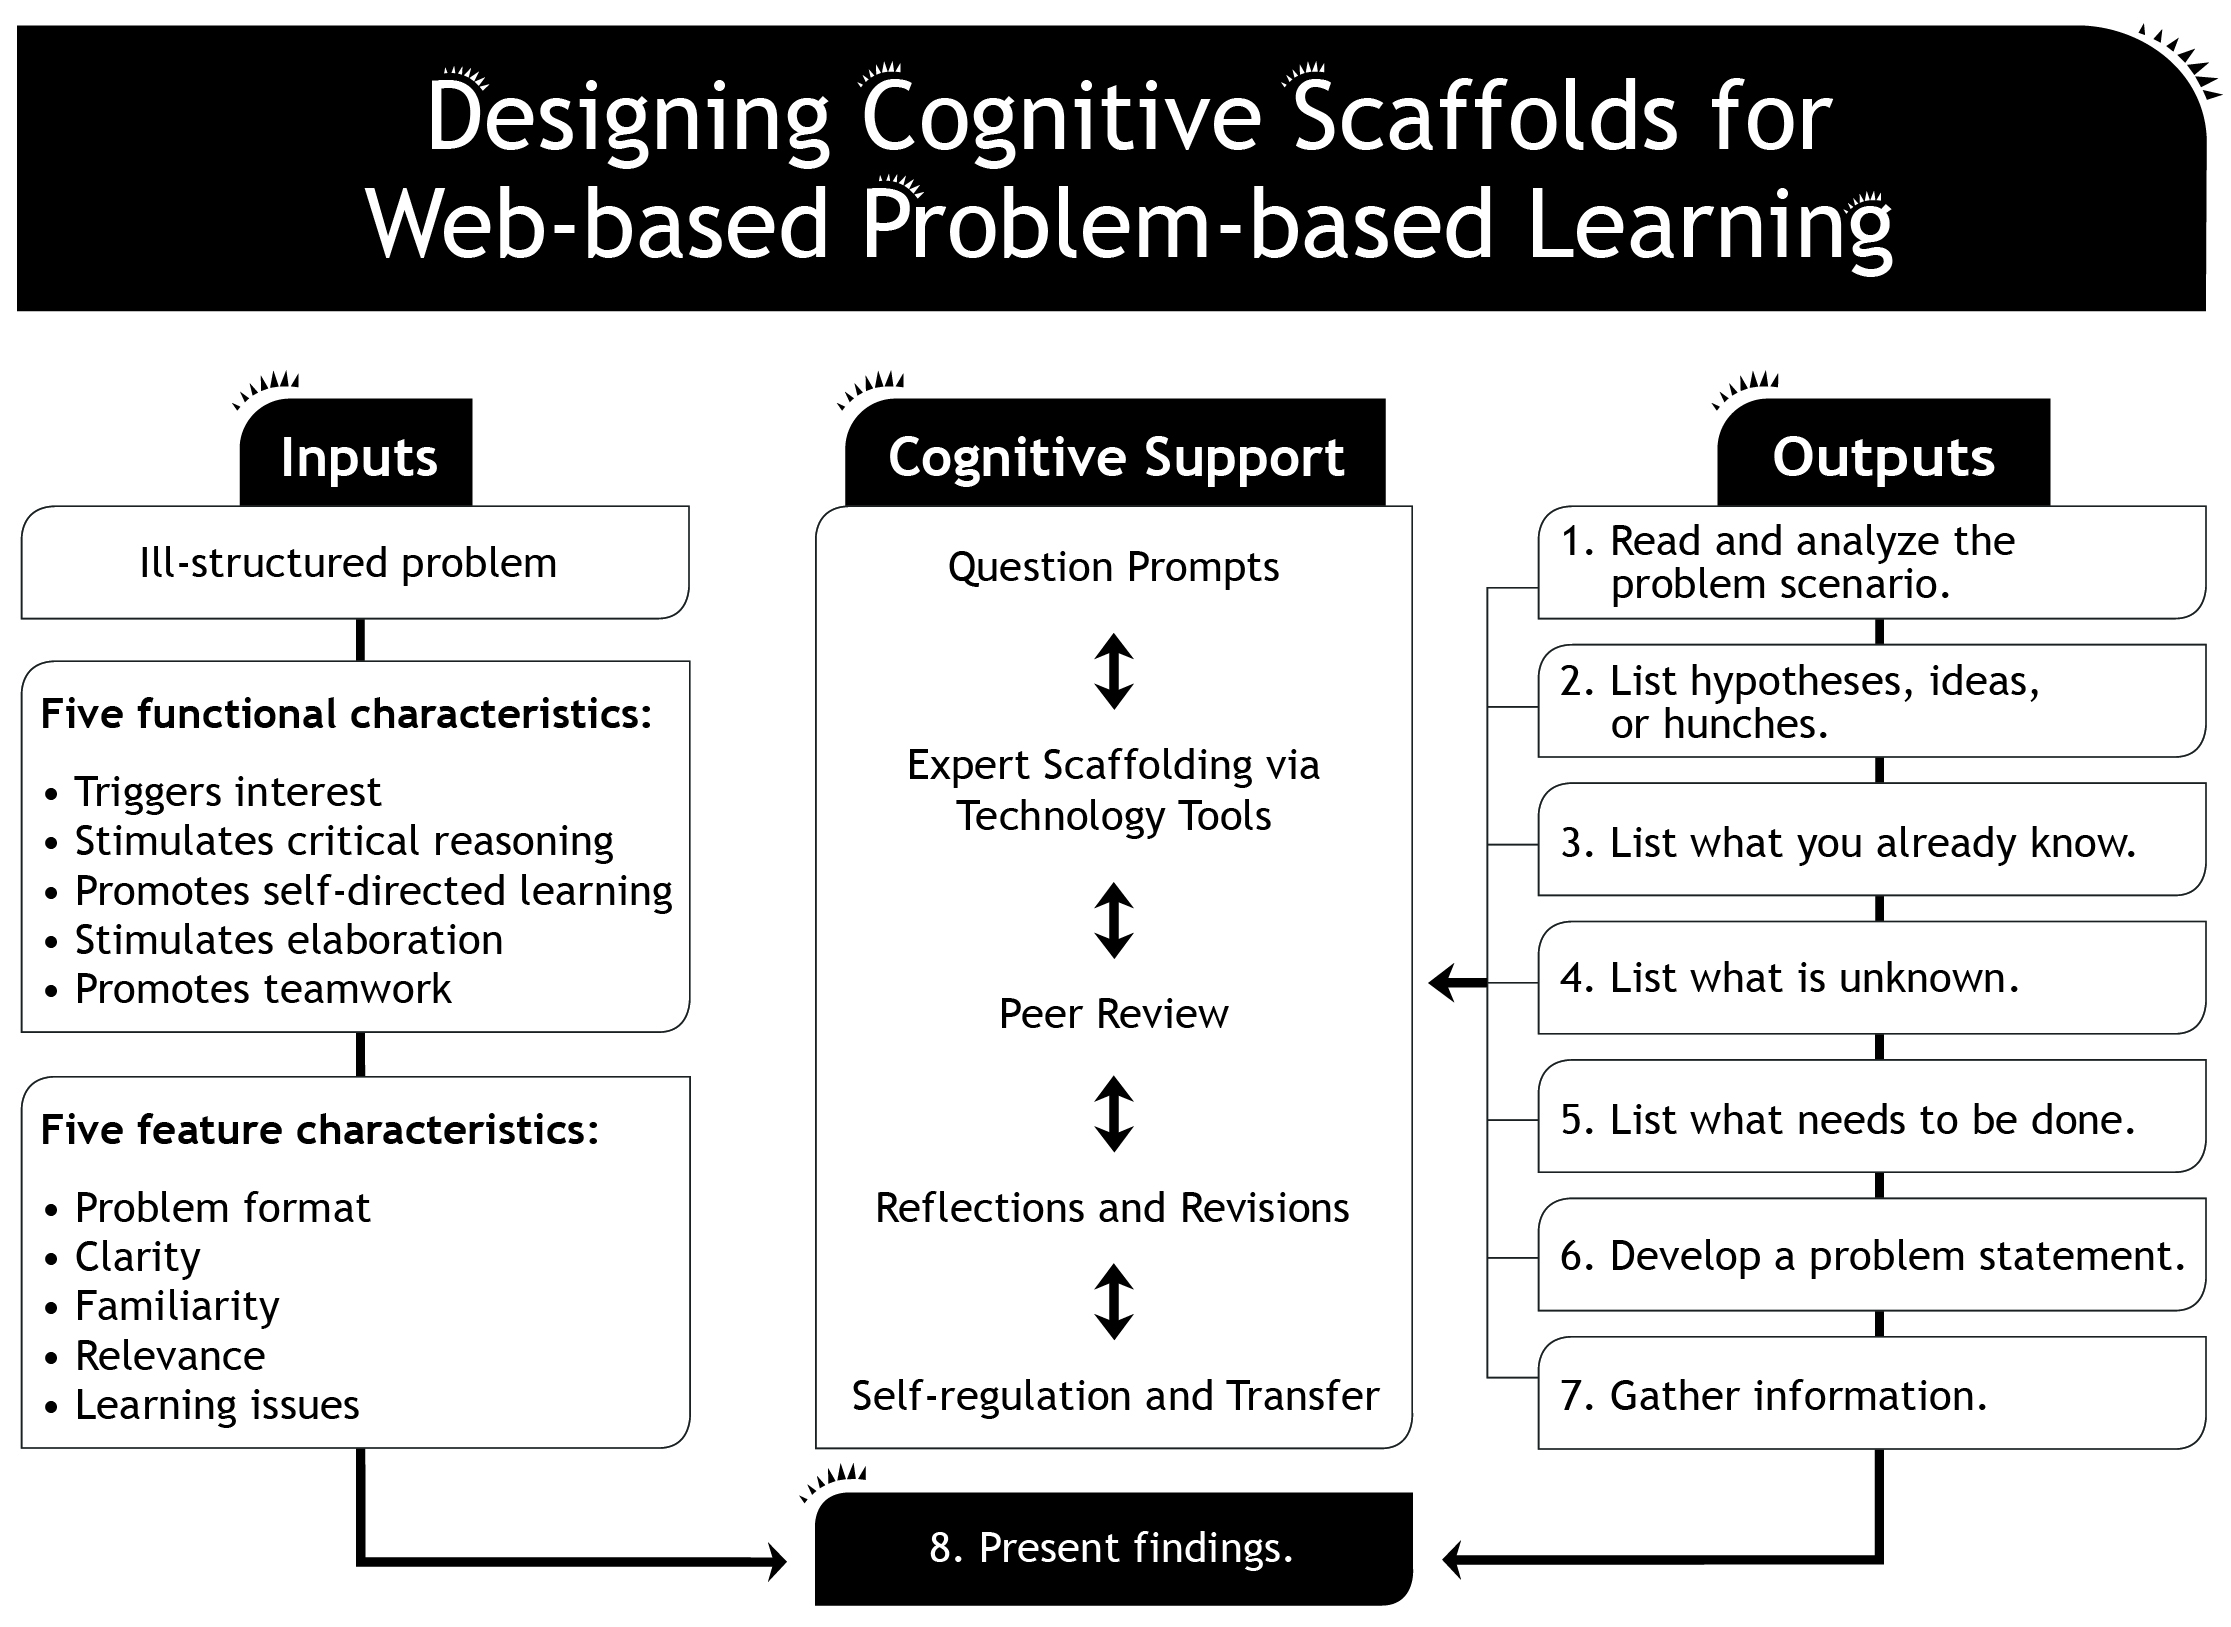 Designing Cognitive Scaffolds for
Web-based Problem-based Learning
Inputs
Ill-structured problem
Five functional characteristics:
• Triggers interest
• Stimulates critical reasoning
• Promotes self-directed learning
• Stimulates elaboration
• Promotes teamwork
Five feature characteristics:
• Problem format
• Clarity
• Familiarity
• Relevance
• Learning issues
Cognitive Support
Question Prompts
Expert Scaffolding via
Technology Tools
Peer Review
Reflections and Revisions
Self-regulation and Transfer
Outputs
1. Read and analyze the
problem scenario.
2. List hypotheses, ideas,
or hunches.
3. List what you already know.
4. List what is unknown.
5. List what needs to be done.
6. Develop a problem statement.
7. Gather information.
8. Present findings.